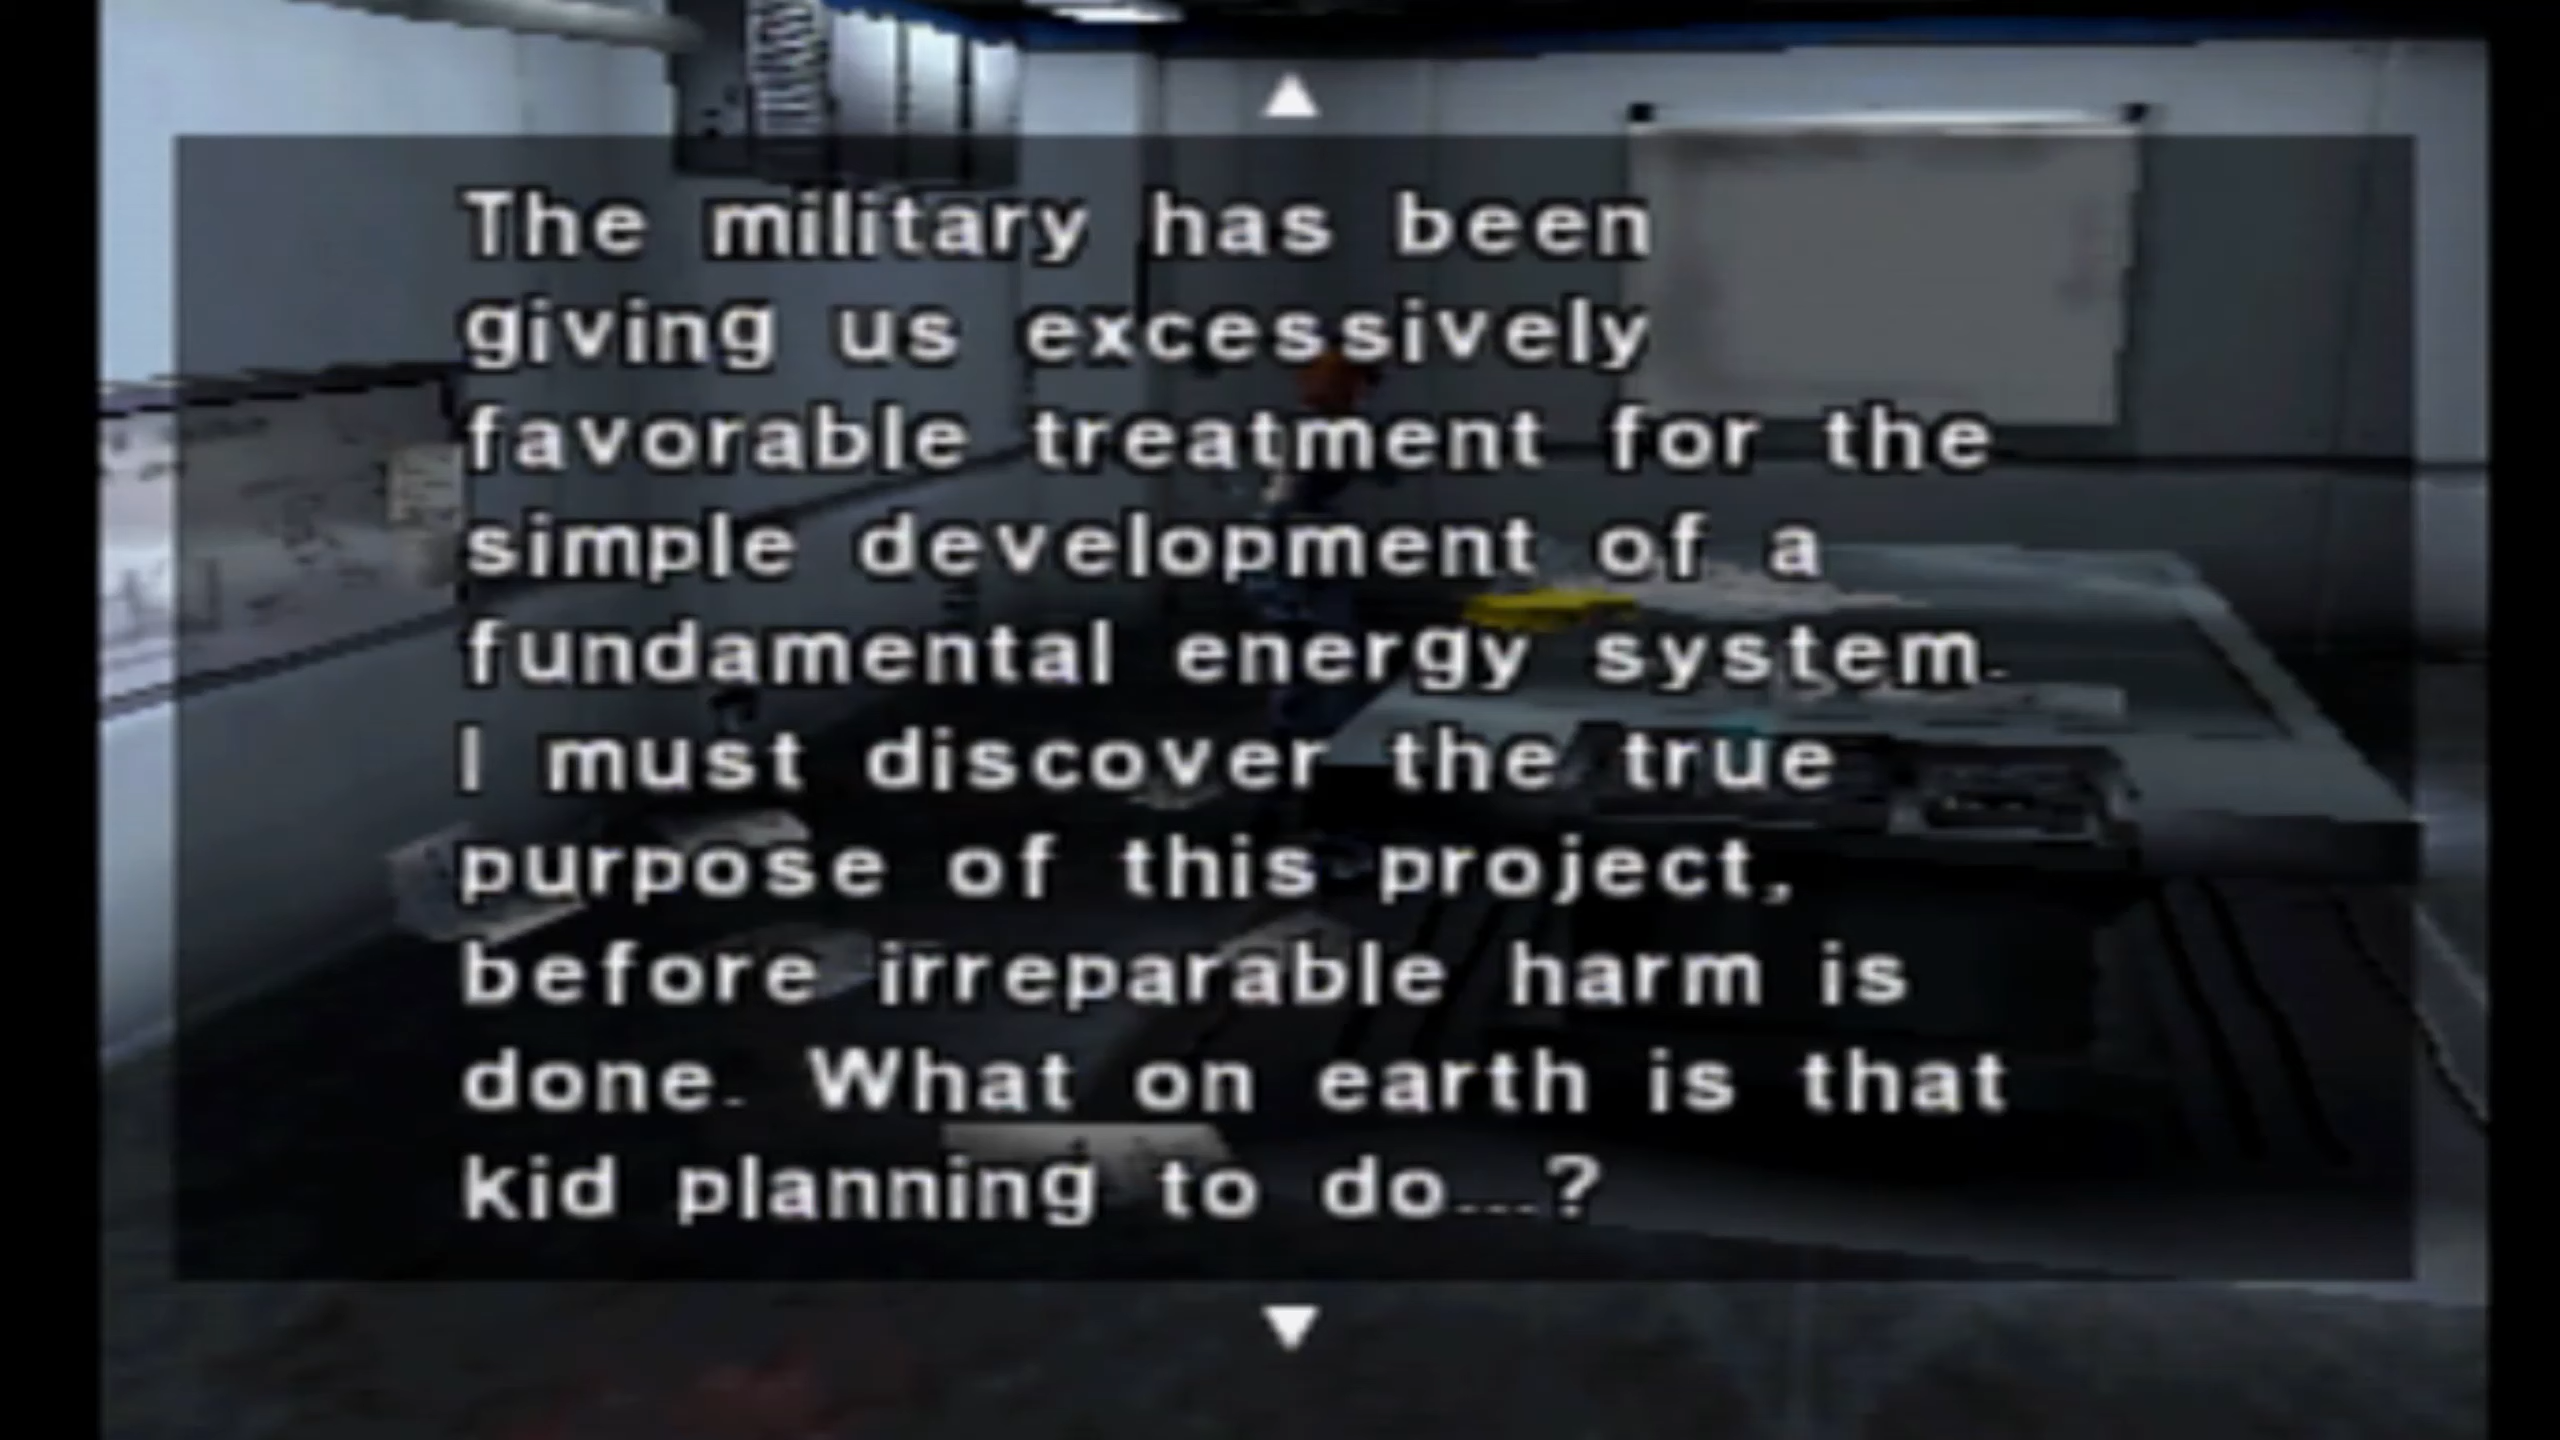 The military has been
giving us excessively
favorable treatment for the
simple development of a
fundamental energy system.
I must discover the true
purpose of this project,
before irreparable harm is
done. What on earth is that
kid planning to do...?